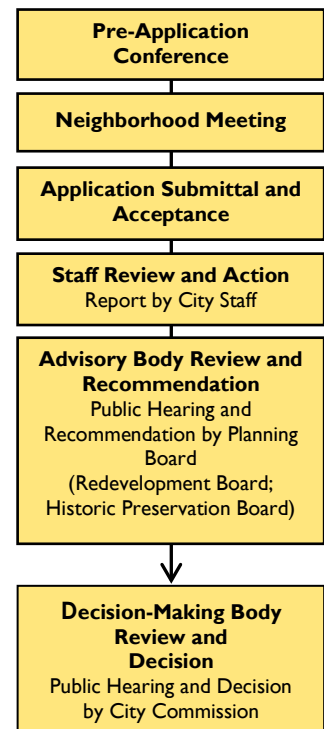 Pre-Application
Conference
Neighborhood Meeting
Application Submittal and
Acceptance
Staff Review and Action
Report by City Staff
Advisory Body Review and
Recommendation
Public Hearing and
Recommendation by Planning
Board
(Redevelopment Board;
Historic Preservation Board)
Decision-Making Body
Review and
Decision
Public Hearing and Decision
by City Commission